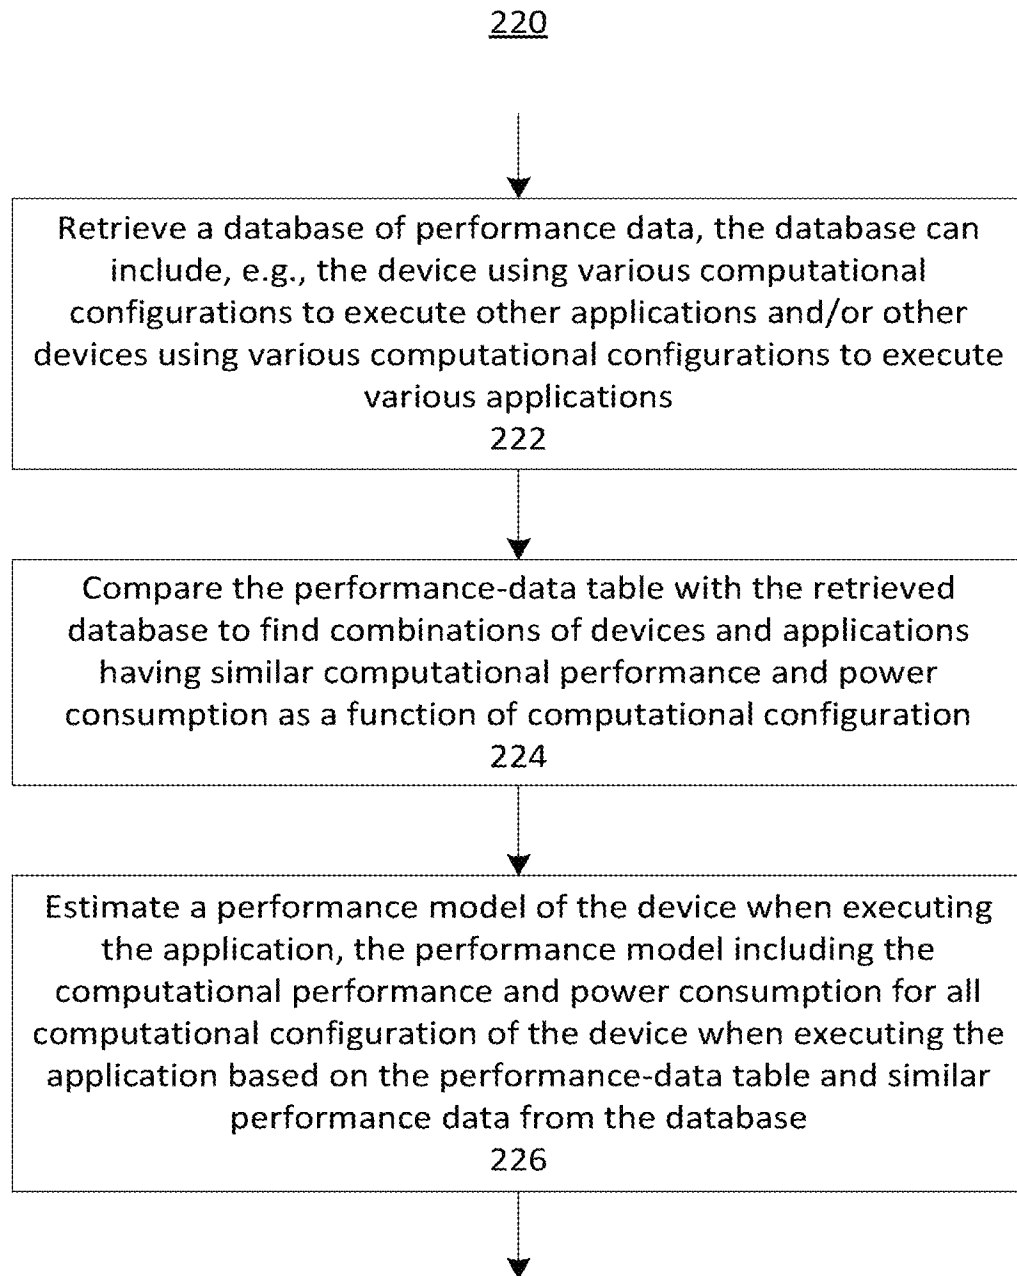 220
Retrieve a database of performance data, the database can
include, e.g., the device using various computational
configurations to execute other applications and/or other
devices using various computational configurations to execute
various applications
222
Compare the performance-data table with the retrieved
database to find combinations of devices and applications
having similar computational performance and power
consumption as a function of computational configuration
224
Estimate a performance model of the device when executing
the application, the performance model including the
computational performance and power consumption for all
computational configuration of the device when executing the
application based on the performance-data table and similar
performance data from the database
226